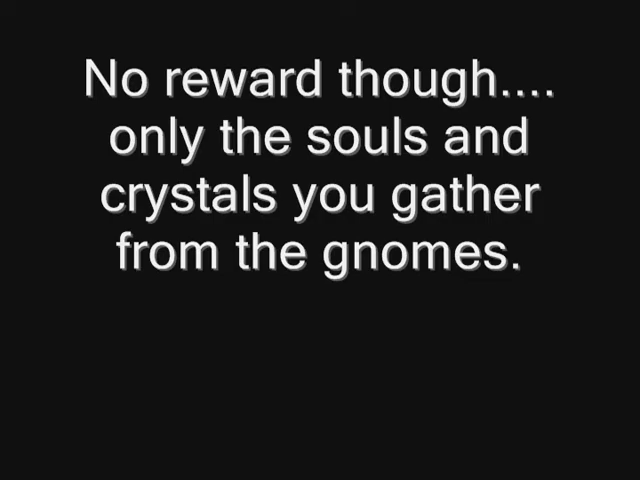 No reward though....
only the souls and
crystals you gather
from the gnomes.